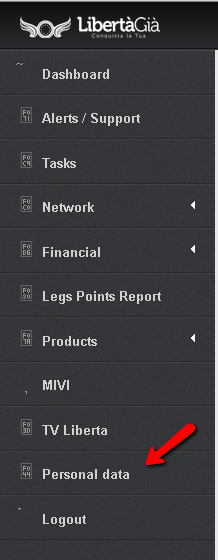 LibertàGià
Conquista la Tua
Dashboard
Alerts / Support
Tasks
Network
Financial
Legs Points Report
Products
MIVI
TV Liberta
Personal data
Logout